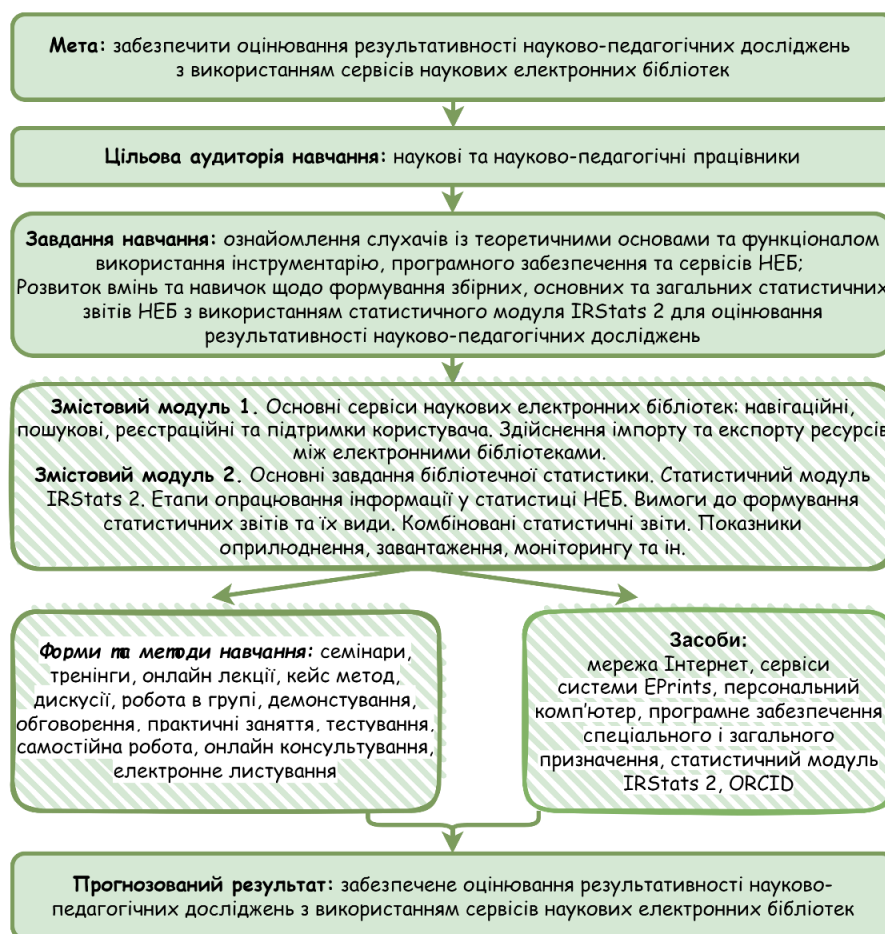 Мета: забезпечити оцінювання результативності науково-педагогічних досліджень
з використанням сервісів наукових електронних бібліотек
Цільова аудиторія навчання: наукові та науково-педагогічні працівники
Завдання навчання: ознайомлення слухачів із теоретичними основами та функціоналом
використання інструментарію, програмного забезпечення та сервісів НЕБ;
Розвиток вмінь та навичок щодо формування збірних, основних та загальних статистичних
звітів НЕБ з використанням статистичного модуля IRStats 2 для оцінювання
результативності науково-педагогічних досліджень
Змістовий модуль 1. Основні сервіси наукових електронних бібліотек: навігаційні,
пошукові, реєстраційні та підтримки користувача. Здійснення імпорту та експорту ресурсів
між електронними бібліотеками.
Змістовий модуль 2. Основні завдання бібліотечної статистики. Статистичний модуль
IRStats 2. Етапи опрацювання інформації у статистиці НЕБ. Вимоги до формування
статистичних звітів та їх види. Комбіновані статистичні звіти. Показники
оприлюднення, завантаження, моніторингу та ін.
Форми та методи навчання: семінари,
тренінги, онлайн лекції, кейс метод,
дискусії, робота в групі, демонстування,
обговорення, практичні заняття, тестування,
самостійна робота, онлайн консультування,
електронне листування
Засоби:
мережа Інтернет, сервіси
системи EPrints, персональний
комп'ютер, програмне забезпечення
спеціального і загального
призначення, статистичний модуль
IRStats 2, ORCID
Прогнозований результат: забезпечене оцінювання результативності науково-
педагогічних досліджень з використанням сервісів наукових електронних бібліотек